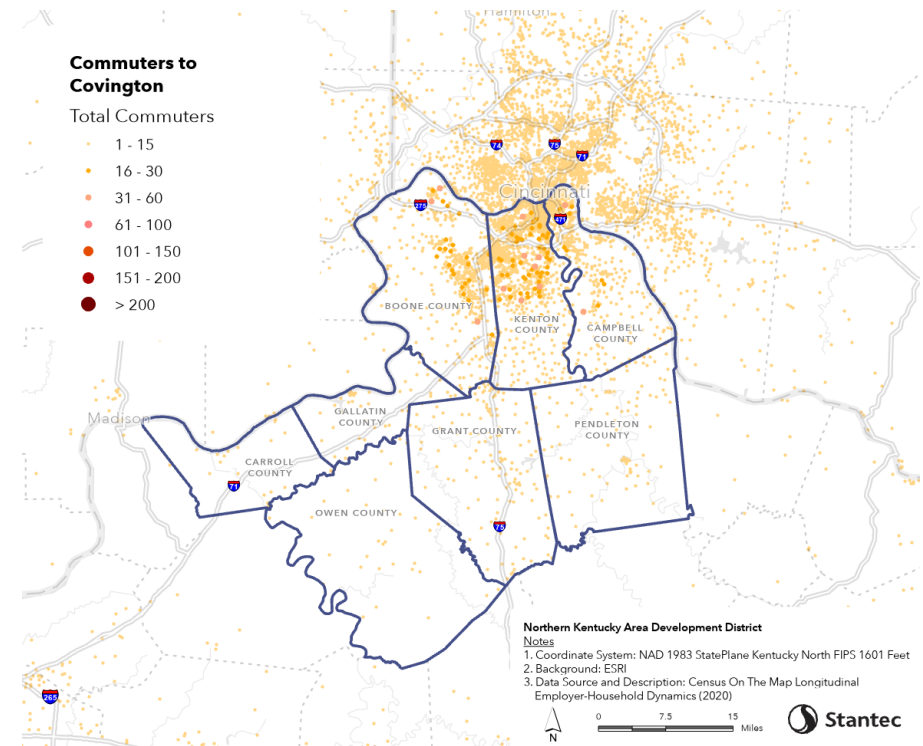 Hamilton
Commuters to
Covington
Total Commuters
1 - 15
16 - 30
31 - 60
61 - 100
101 - 150
151 - 200
> 200
74
75
71
Cincinnati
275
471
BOONE COUNTY
KENTON
COUNTY
CAMPBELL
COUNTY
Madison
GALLATIN
COUNTY
GRANT COUNTY
PENDLETON
COUNTY
CARROLL
COUNTY
71
OWEN COUNTY
75
265
Northern Kentucky Area Development District
Notes
1. Coordinate System: NAD 1983 StatePlane Kentucky North FIPS 1601 Feet
2. Background: ESRI
3. Data Source and Description: Census On The Map Longitudinal
Employer-Household Dynamics (2020)
N
0 7.5 15
Miles
Stantec